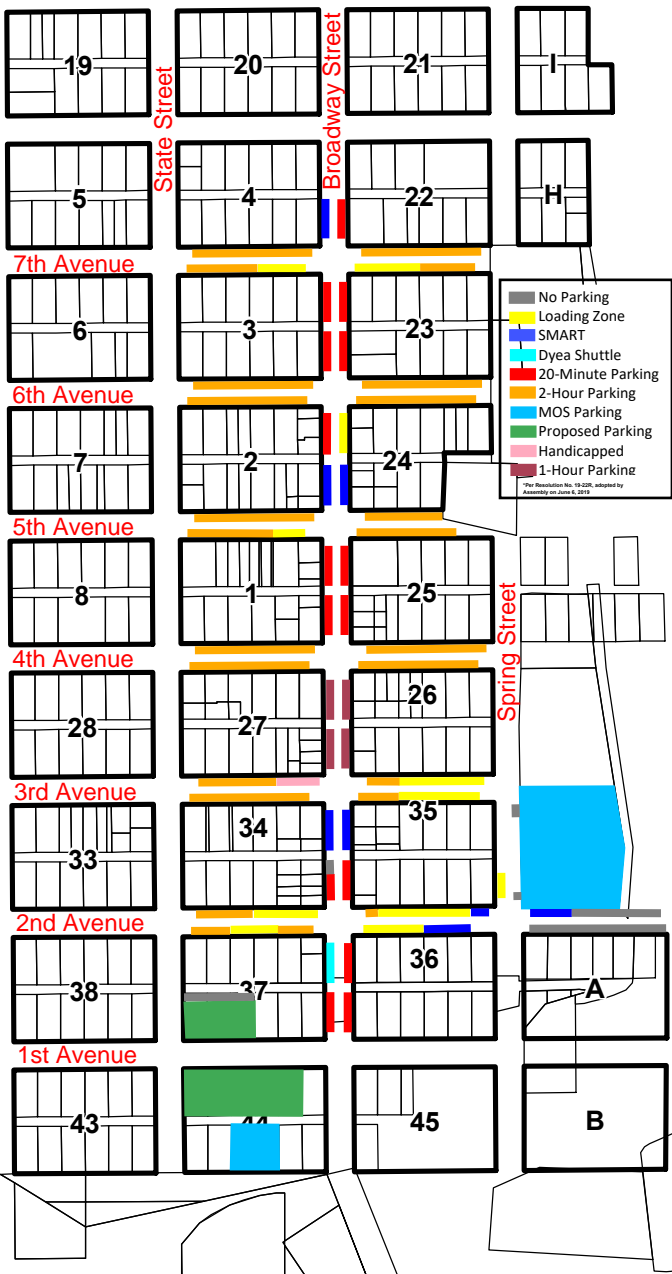 19
20
21
I
State Street
Broadway Street
5
4
22
H
7th Avenue
6
3
23
No Parking
Loading Zone
SMART
Dyea Shuttle
20-Minute Parking
2-Hour Parking
MOS Parking
Proposed Parking
Handicapped
1-Hour Parking
*Per Resolution No. 19-22R, adopted by
Assembly on June 6, 2019
6th Avenue
7
2
24
5th Avenue
8
1
25
Spring Street
4th Avenue
28
27
26
3rd Avenue
33
34
35
2nd Avenue
38
37
36
A
1st Avenue
43
44
45
B